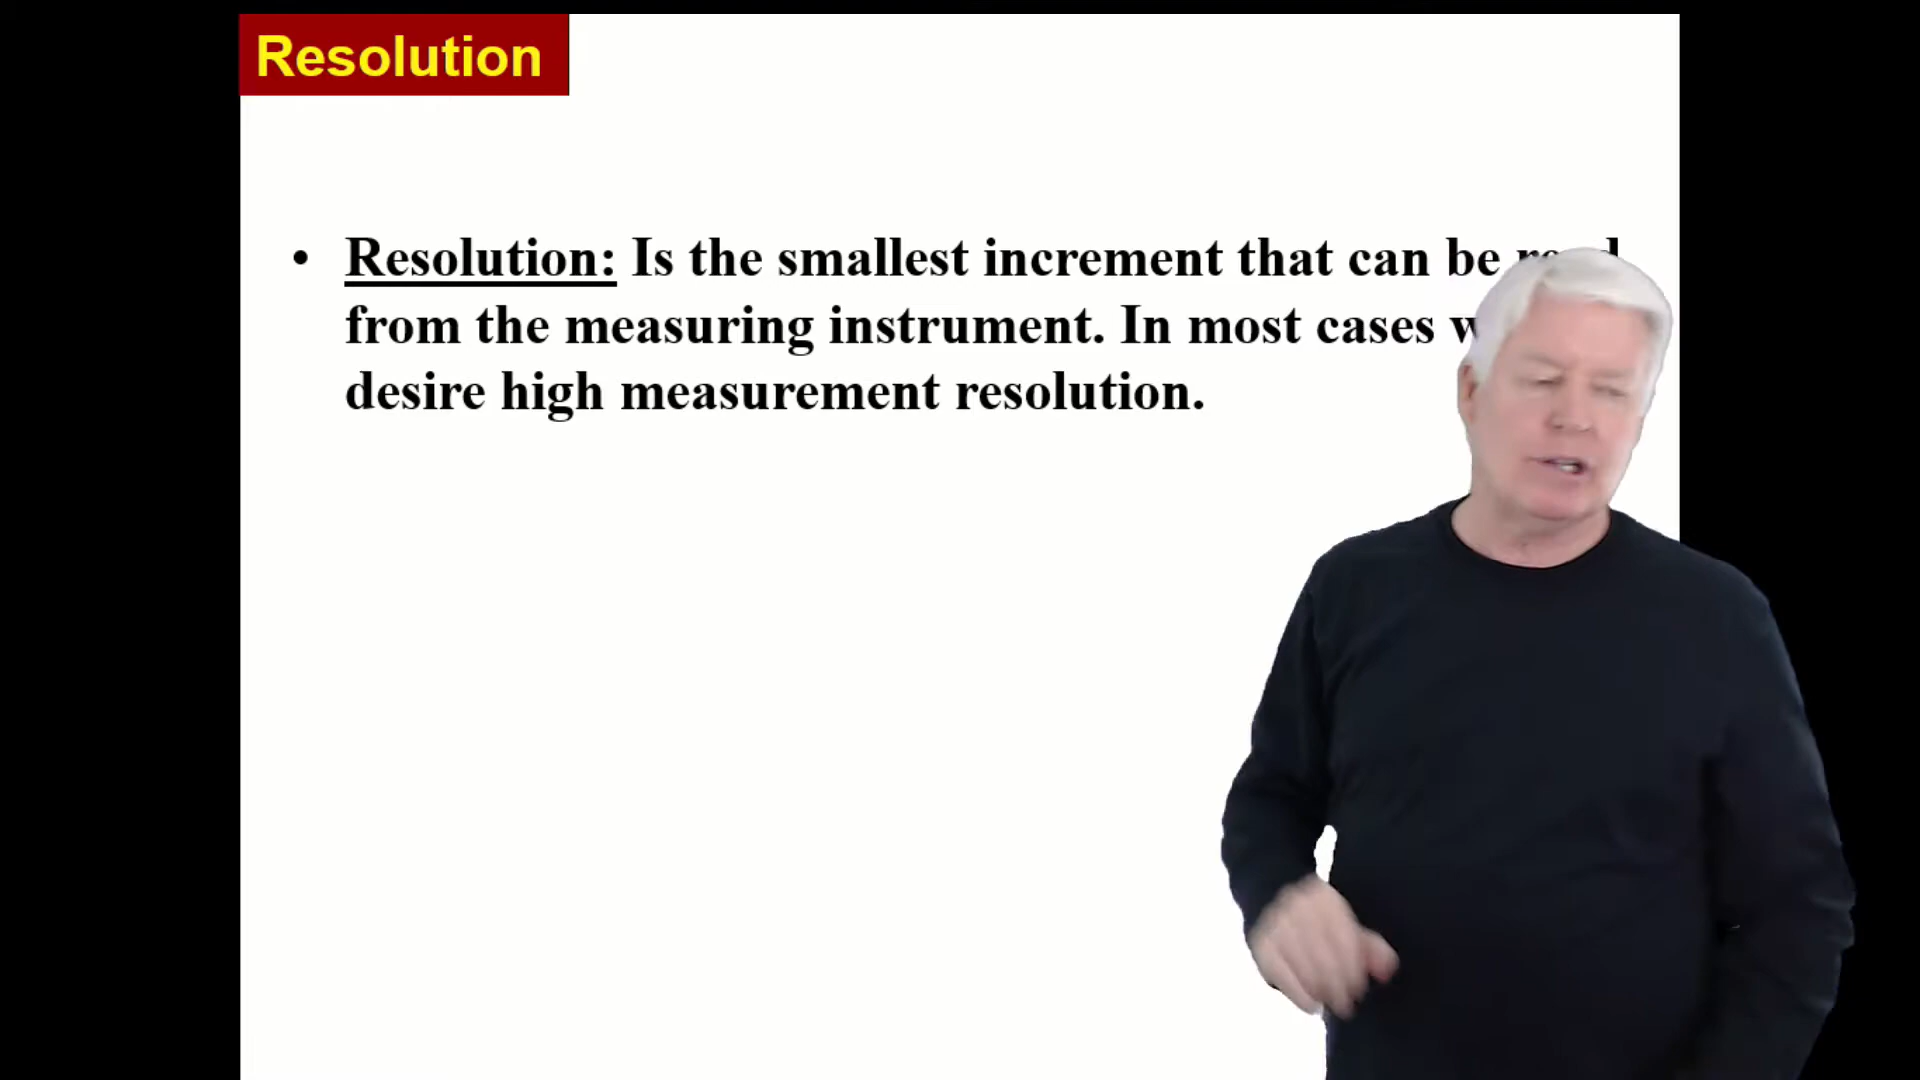 Resolution
• Resolution: Is the smallest increment that can be
from the measuring instrument. In most cases
desire high measurement resolution.